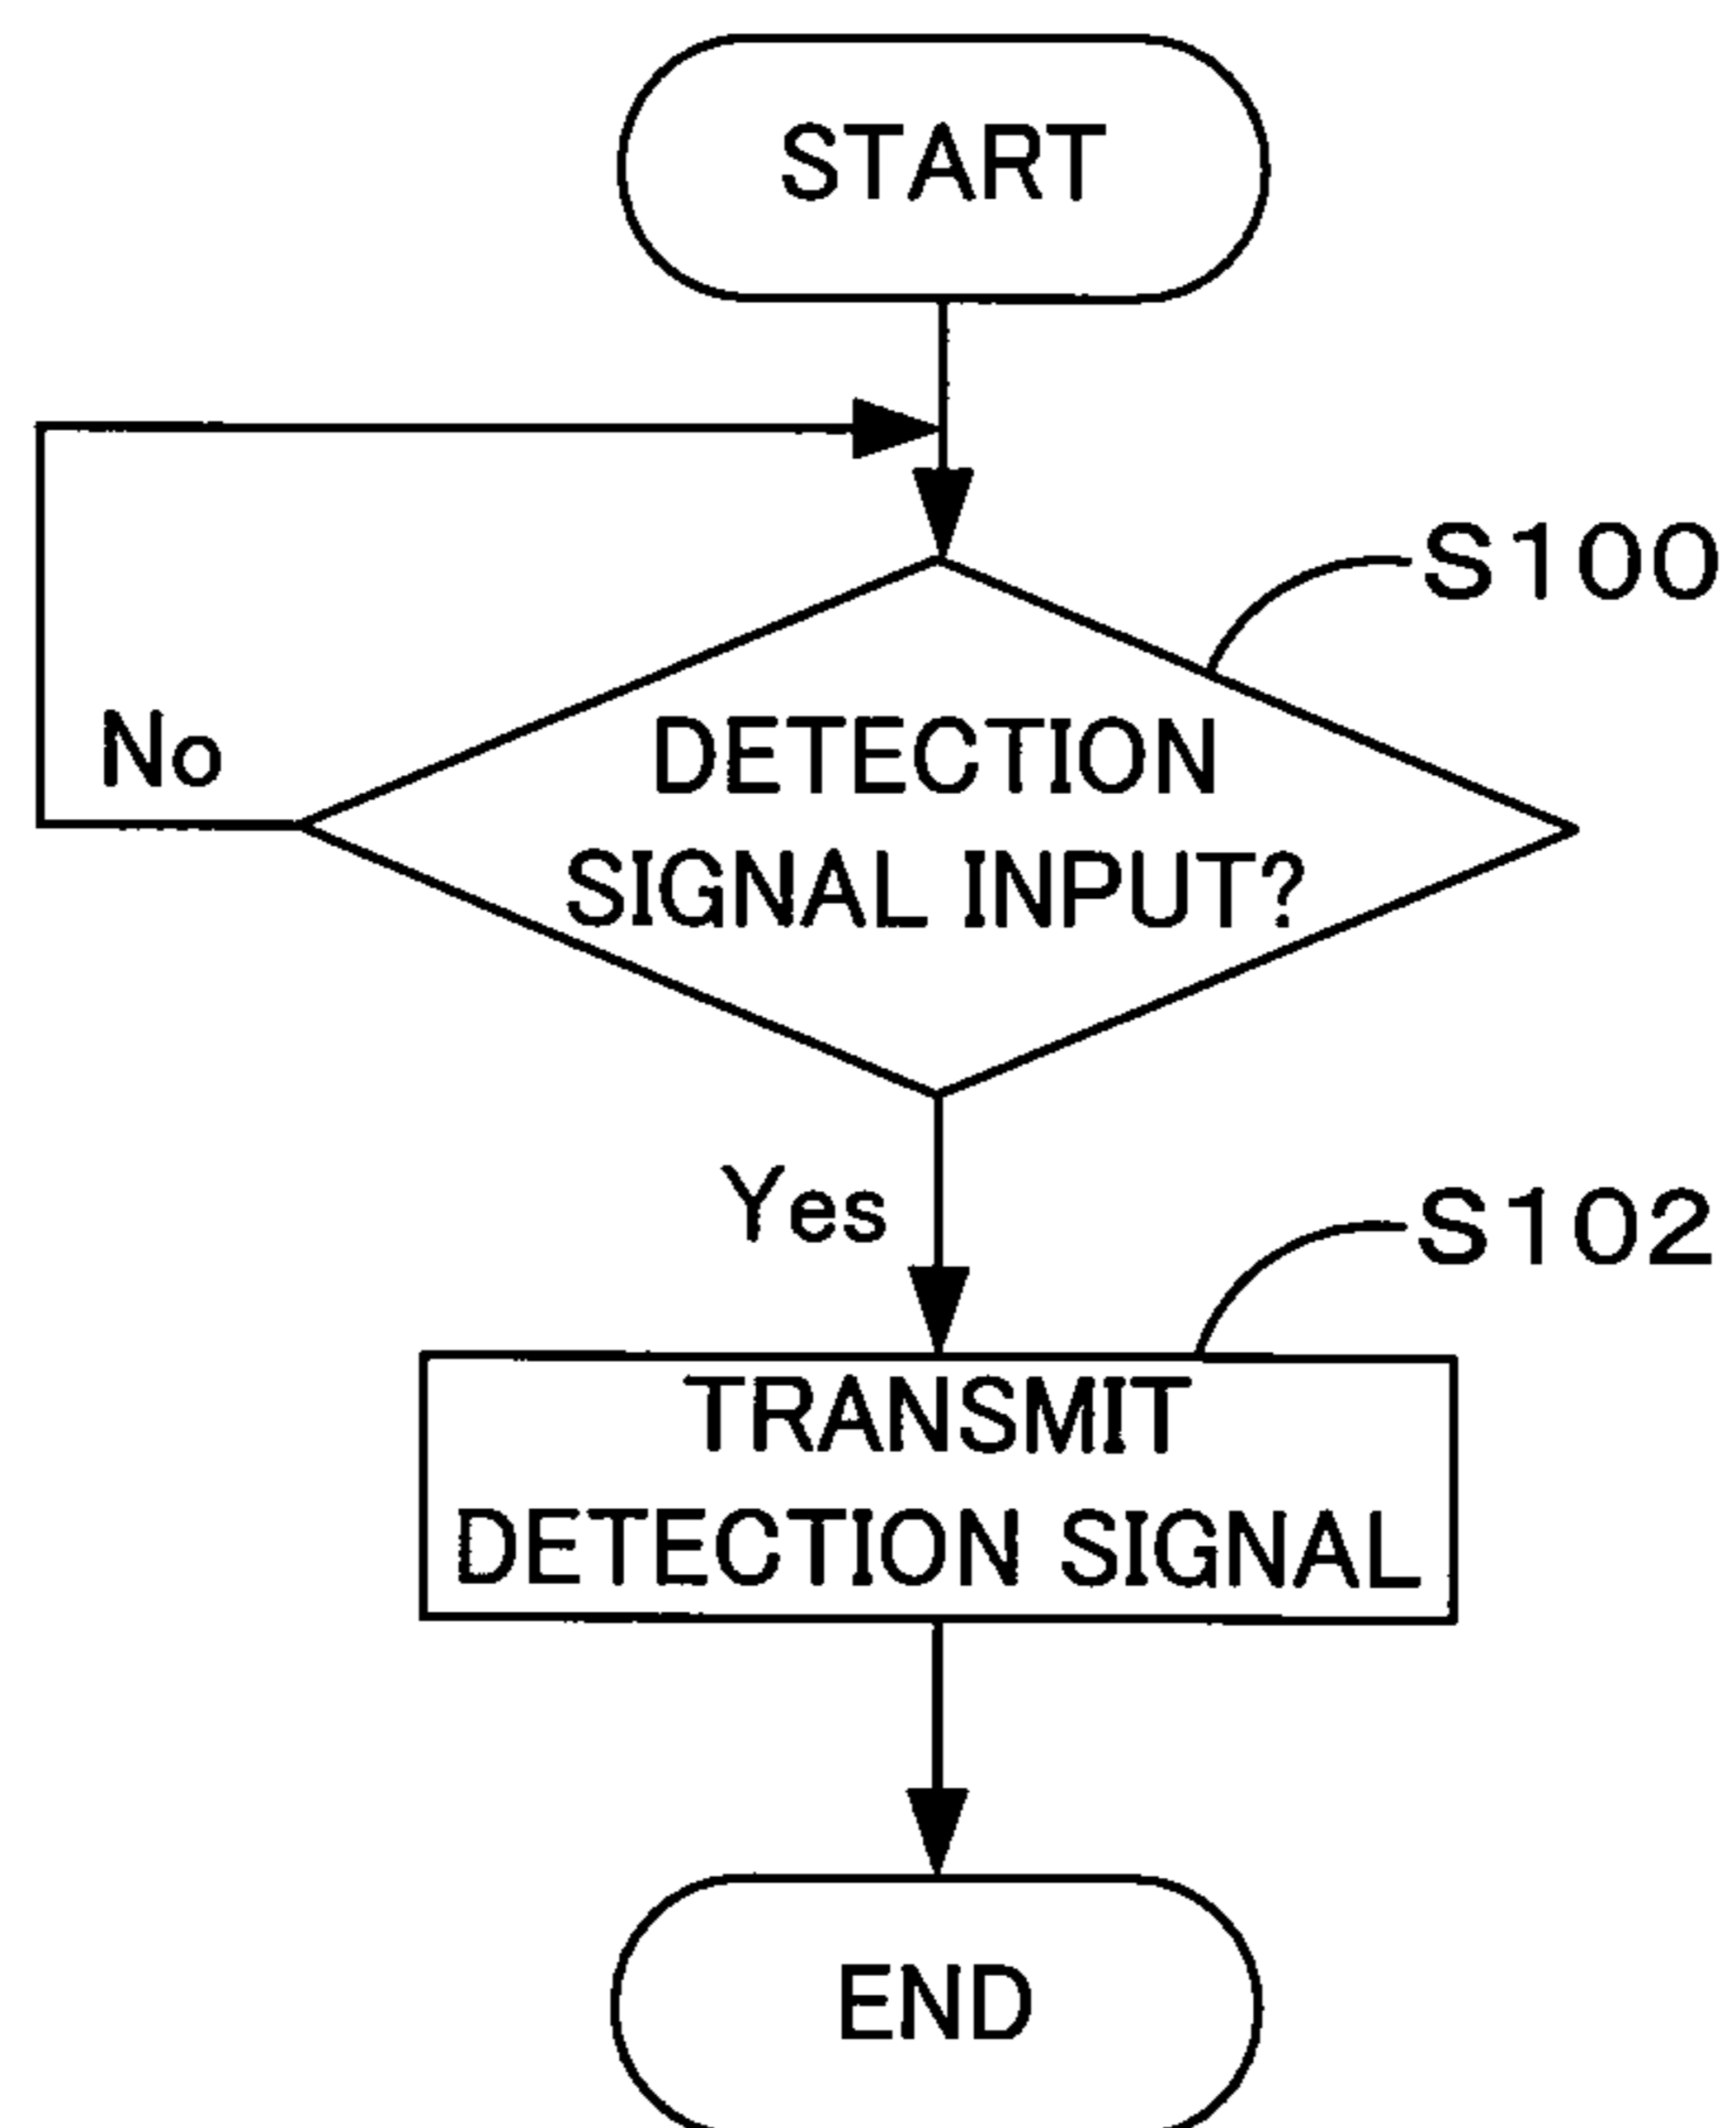 START
S100
No
DETECTION
SIGNAL INPUT?
Yes
S102
TRANSMIT
DETECTION SIGNAL
END